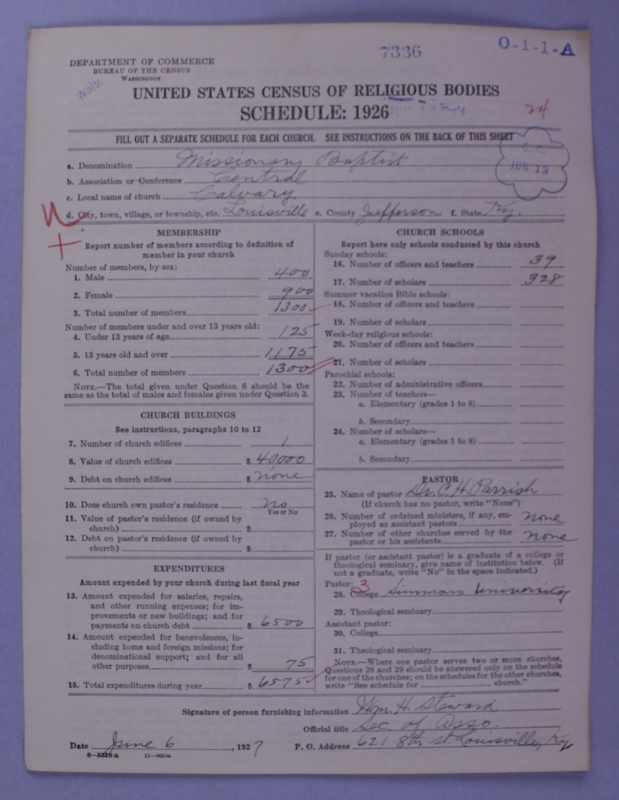 7336
O-1-1-A
DEPARTMENT OF COMMERCE
BUREAU OF THE CENSUS
WASHINGTON
White
UNITED STATES CENSUS OF RELIGIOUS BODIES
SCHEDULE: 1926
24
FILL OUT A SEPARATE SCHEDULE FOR EACH CHURCH. SEE INSTRUCTIONS ON THE BACK OF THIS SHEET
JUN 13
a. Denomination Missionary Baptist
b. Association or Conference Central
c. Local name of church Calvary
d. City, town, village, or township, etc. Louisville e. County Jefferson f. State Ky.
MEMBERSHIP
Report number of members according to definition of
member in your church
Number of members, by sex:
1. Male 400
2. Female 900
3. Total number of members 1300
Number of members under and over 13 years old:
4. Under 13 years of age 125
5. 13 years old and over 1175
6. Total number of members 1300
NOTE.—The total given under Question 6 should be the
same as the total of males and females given under Question 3.
CHURCH BUILDINGS
See instructions, paragraphs 10 to 12
7. Number of church edifices 1
8. Value of church edifices $ 40000
9. Debt on church edifices $ none
10. Does church own pastor's residence no
Yes or No
11. Value of pastor's residence (if owned by
church) $
12. Debt on pastor's residence (if owned by
church) $
EXPENDITURES
Amount expended by your church during last fiscal year
13. Amount expended for salaries, repairs,
and other running expenses; for im-
provements or new buildings; and for
payments on church debt $ 6500
14. Amount expended for benevolences, in-
cluding home and foreign missions; for
denominational support; and for all
other purposes $ 75
15. Total expenditures during year $ 6575
CHURCH SCHOOLS
Report here only schools conducted by this church
Sunday schools:
16. Number of officers and teachers 39
17. Number of scholars 328
Summer vacation Bible schools:
18. Number of officers and teachers
19. Number of scholars
Week-day religious schools:
20. Number of officers and teachers
21. Number of scholars
Parochial schools:
22. Number of administrative officers
23. Number of teachers—
a. Elementary (grades 1 to 8)
b. Secondary
24. Number of scholars—
a. Elementary (grades 1 to 8)
b. Secondary
PASTOR
25. Name of pastor Dr. C. H. Parrish
(If church has no pastor, write "None")
26. Number of ordained ministers, if any, em-
ployed as assistant pastors none
27. Number of other churches served by the
pastor or his assistants none
If pastor (or assistant pastor) is a graduate of a college or
theological seminary, give name of institution below. (If
not a graduate, write "No" in the space indicated.)
Pastor: 3
28. College Simmons University
29. Theological seminary
Assistant pastor:
30. College
31. Theological seminary
NOTE.—Where one pastor serves two or more churches,
Questions 28 and 29 should be answered only on the schedule
for one of the churches; on the schedules for the other churches,
write "See schedule for church."
Signature of person furnishing information Wm. H. Steward
Official title Sec of Asso.
Date June 6, 1927 P. O. Address 621 8th st Louisville, Ky